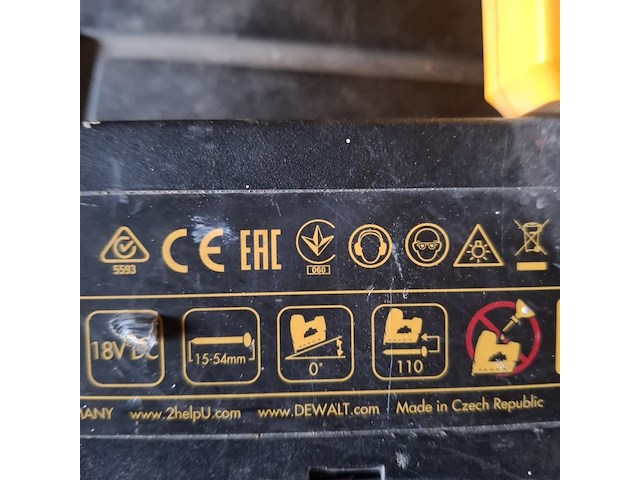 CE EAC
5593 060
18V DC 15-54mm 0° 110
MANY www.2helpU.com www.DEWALT.com Made in Czech Republic